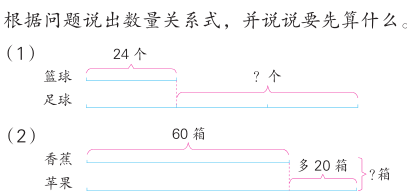 根据问题说出数量关系式，并说说要先算什么。
(1)
24 个
篮球
? 个
足球
(2)
60 箱
香蕉
多 20 箱
?箱
苹果